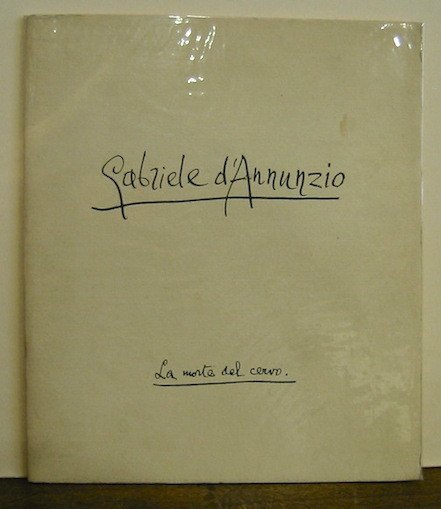 Gabriele d'Annunzio
La morte del cervo.